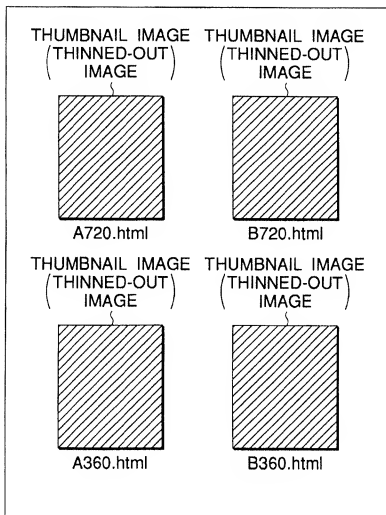 THUMBNAIL IMAGE
(THINNED-OUT
IMAGE)
A720.html
THUMBNAIL IMAGE
(THINNED-OUT
IMAGE)
B720.html
THUMBNAIL IMAGE
(THINNED-OUT
IMAGE)
A360.html
THUMBNAIL IMAGE
(THINNED-OUT
IMAGE)
B360.html